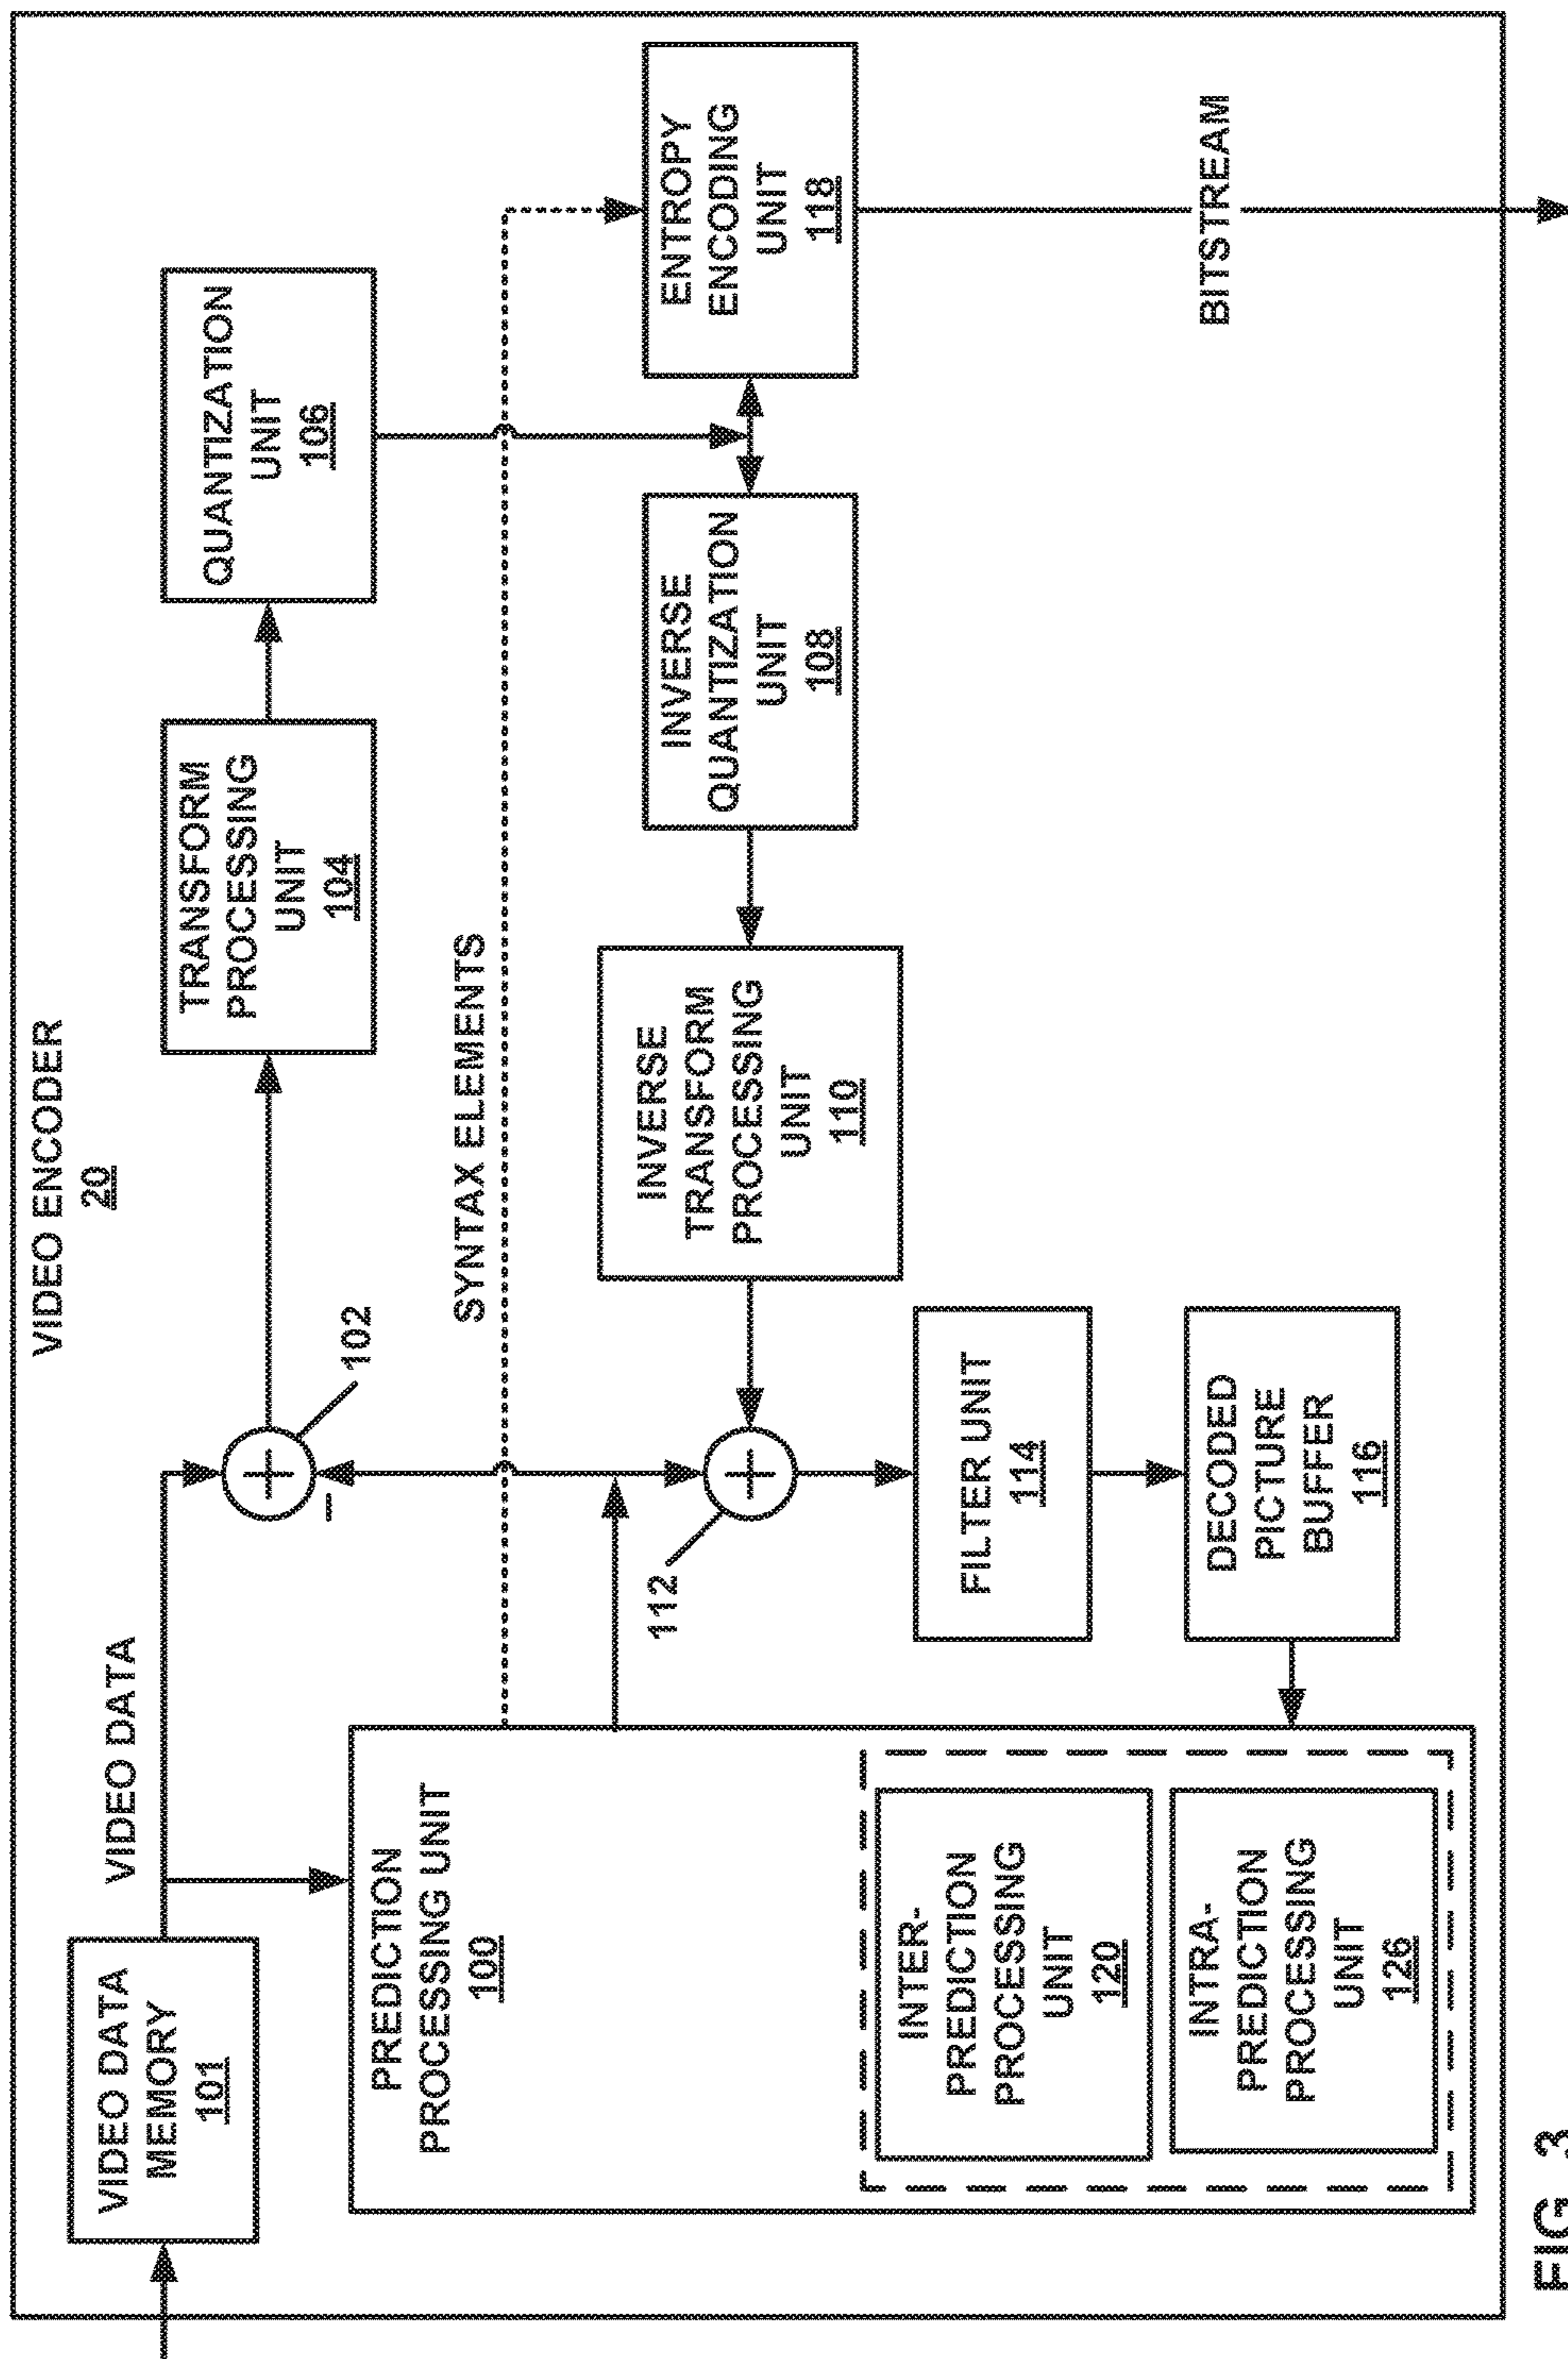 VIDEO ENCODER
20
VIDEO DATA
MEMORY
101
VIDEO DATA
102
–
TRANSFORM
PROCESSING
UNIT
104
QUANTIZATION
UNIT
106
SYNTAX ELEMENTS
PREDICTION
PROCESSING UNIT
100
112
INVERSE
TRANSFORM
PROCESSING
UNIT
110
INVERSE
QUANTIZATION
UNIT
108
ENTROPY
ENCODING
UNIT
118
INTER-
PREDICTION
PROCESSING
UNIT
120
INTRA-
PREDICTION
PROCESSING
UNIT
126
FILTER UNIT
114
DECODED
PICTURE
BUFFER
116
BITSTREAM
FIG. 3